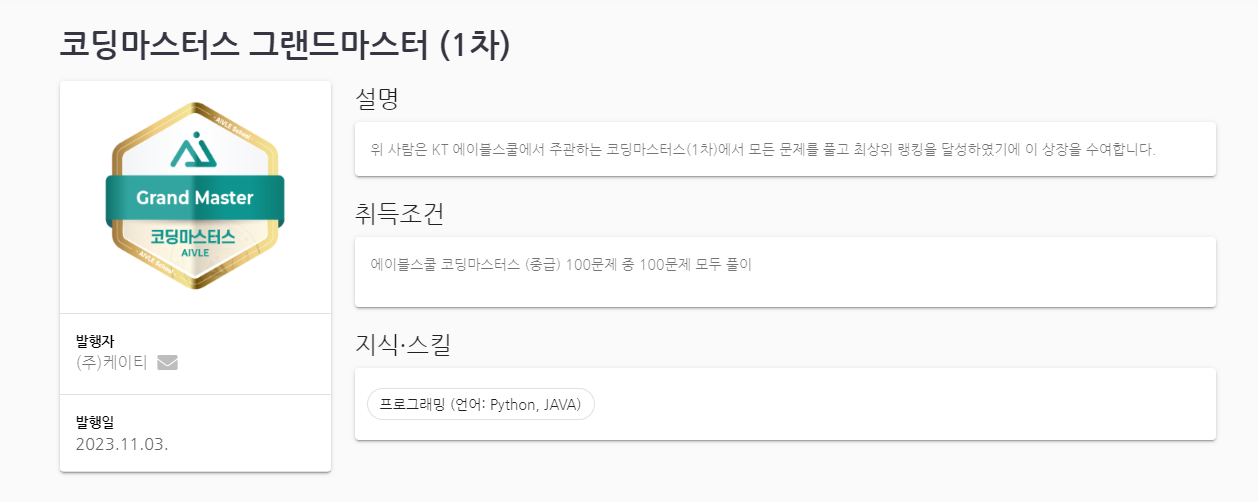 코딩마스터스 그랜드마스터 (1차)
AIVLE School
Grand Master
코딩마스터스
AIVLE
AIVLE School
발행자
(주)케이티
발행일
2023.11.03.
설명
위 사람은 KT 에이블스쿨에서 주관하는 코딩마스터스(1차)에서 모든 문제를 풀고 최상위 랭킹을 달성하였기에 이 상장을 수여합니다.
취득조건
에이블스쿨 코딩마스터스 (중급) 100문제 중 100문제 모두 풀이
지식·스킬
프로그래밍 (언어: Python, JAVA)